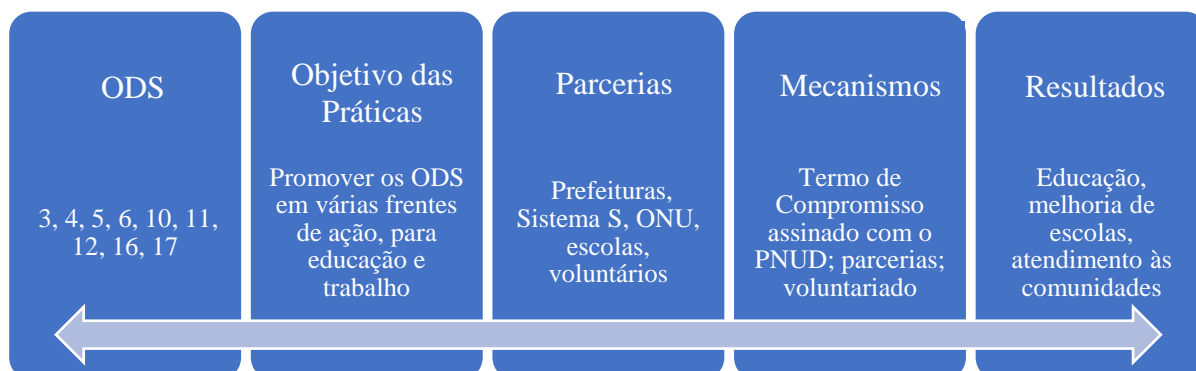 ODS
3, 4, 5, 6, 10, 11,
12, 16, 17
Objetivo das
Práticas
Promover os ODS
em várias frentes
de ação, para
educação e
trabalho
Parcerias
Prefeituras,
Sistema S, ONU,
escolas,
voluntários
Mecanismos
Termo de
Compromisso
assinado com o
PNUD; parcerias;
voluntariado
Resultados
Educação,
melhoria de
escolas,
atendimento às
comunidades